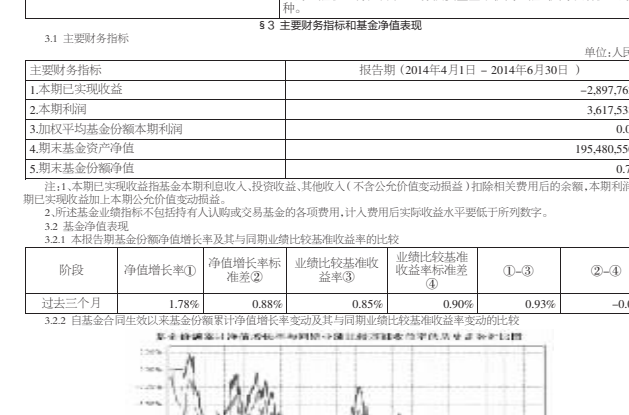 种。
§3 主要财务指标和基金净值表现
3.1 主要财务指标
单位:人民
主要财务指标 报告期(2014年4月1日 - 2014年6月30日 )
1.本期已实现收益 -2,897,76
2.本期利润 3,617,53
3.加权平均基金份额本期利润 0.0
4.期末基金资产净值 195,480,55
5.期末基金份额净值 0.7
注:1、本期已实现收益指基金本期利息收入、投资收益、其他收入(不含公允价值变动损益)扣除相关费用后的余额,本期利润
期已实现收益加上本期公允价值变动损益。
2、所述基金业绩指标不包括持有人认购或交易基金的各项费用,计入费用后实际收益水平要低于所列数字。
3.2 基金净值表现
3.2.1 本报告期基金份额净值增长率及其与同期业绩比较基准收益率的比较
阶段 净值增长率① 净值增长率标准差② 业绩比较基准收益率③ 业绩比较基准收益率标准差④ ①-③ ②-④
过去三个月 1.78% 0.88% 0.85% 0.90% 0.93% -0.0
3.2.2 自基金合同生效以来基金份额累计净值增长率变动及其与同期业绩比较基准收益率变动的比较